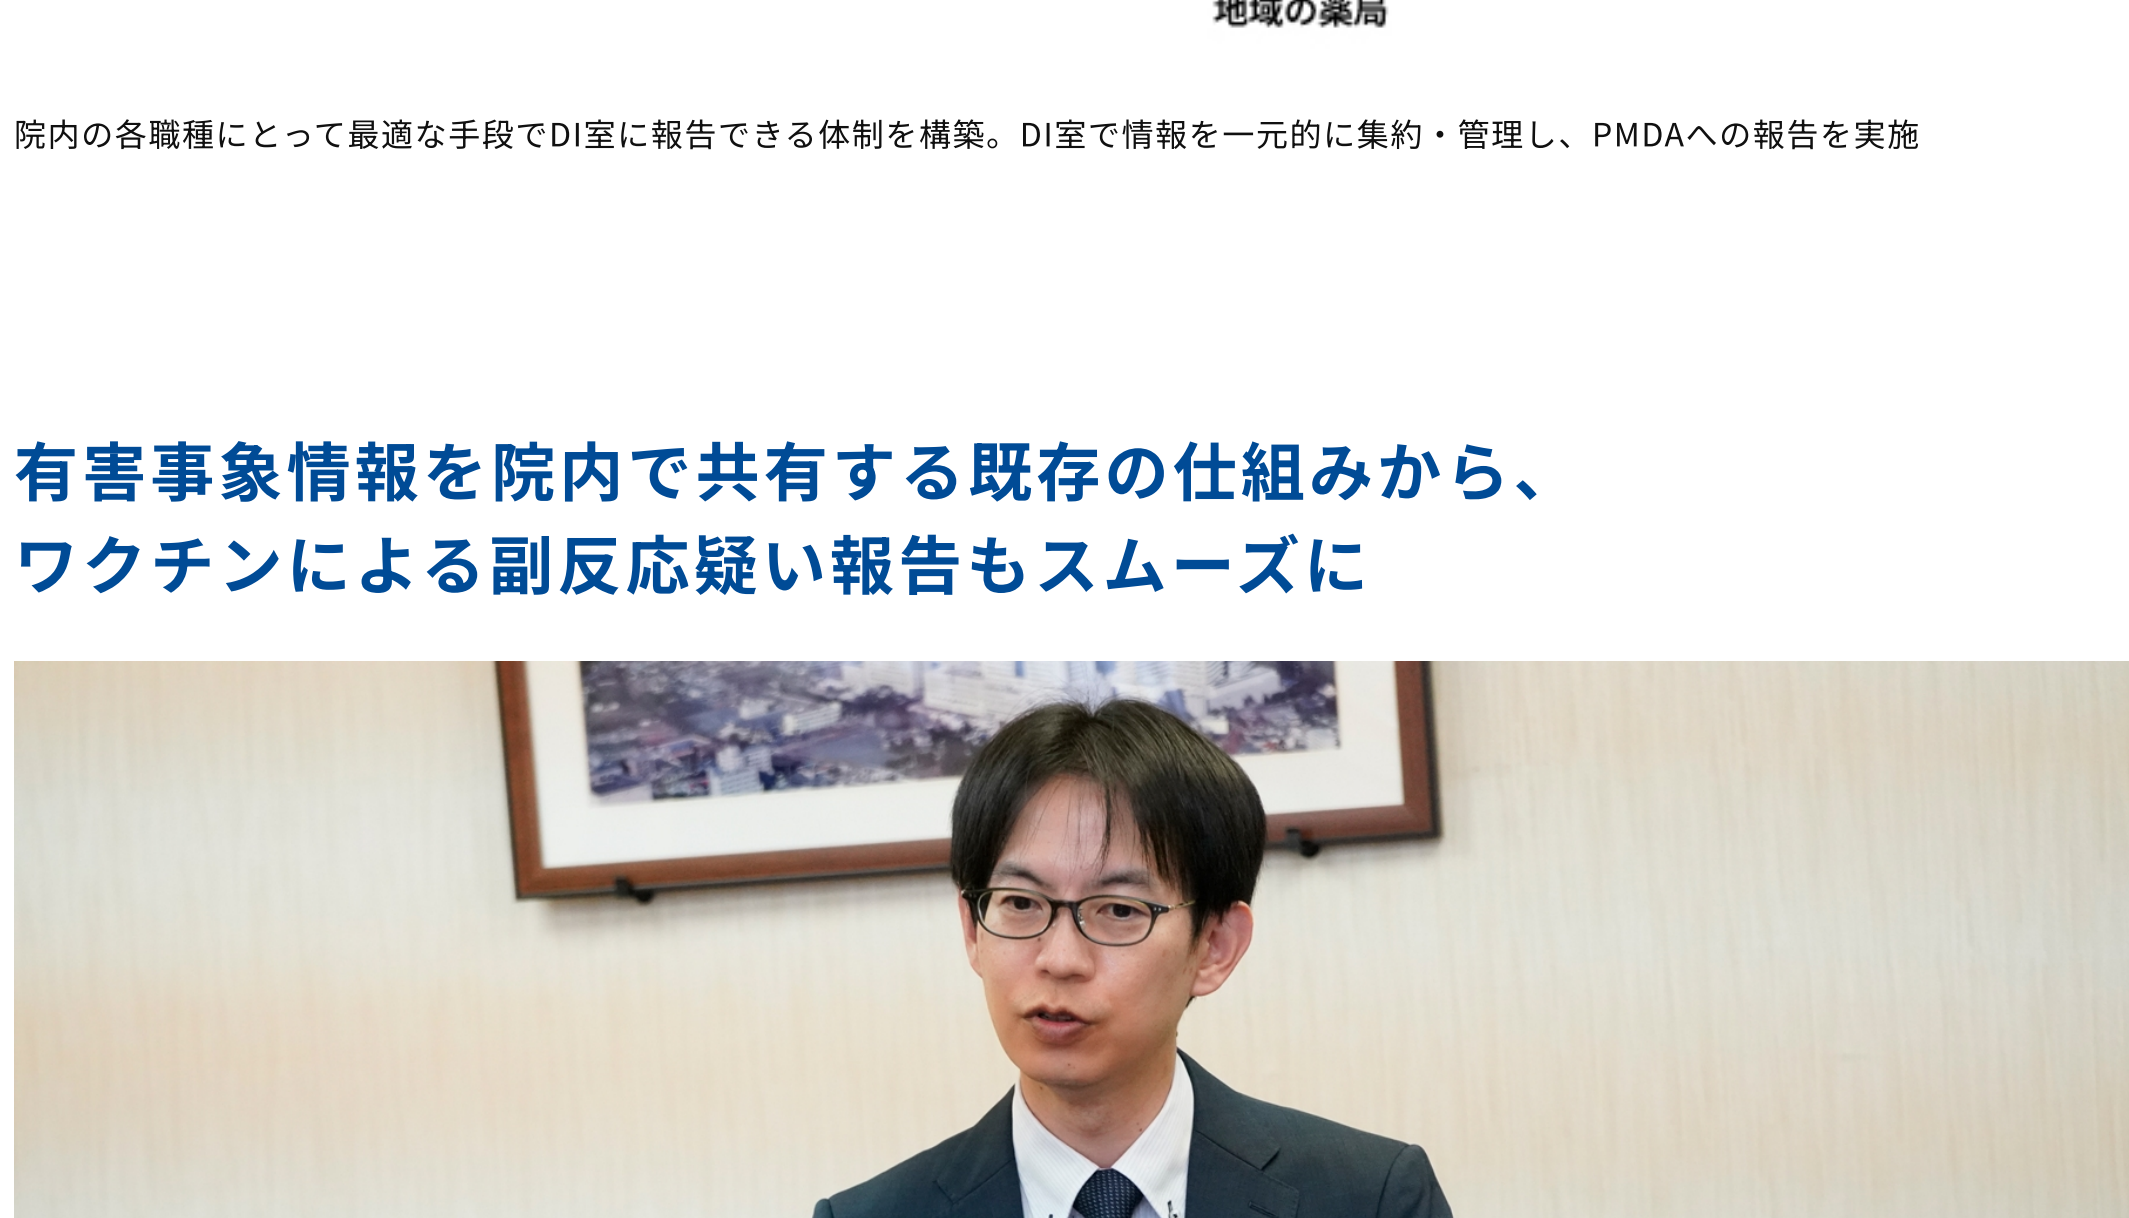 地域の薬局
院内の各職種にとって最適な手段でDI室に報告できる体制を構築。DI室で情報を一元的に集約・管理し、PMDAへの報告を実施
有害事象情報を院内で共有する既存の仕組みから、
ワクチンによる副反応疑い報告もスムーズに